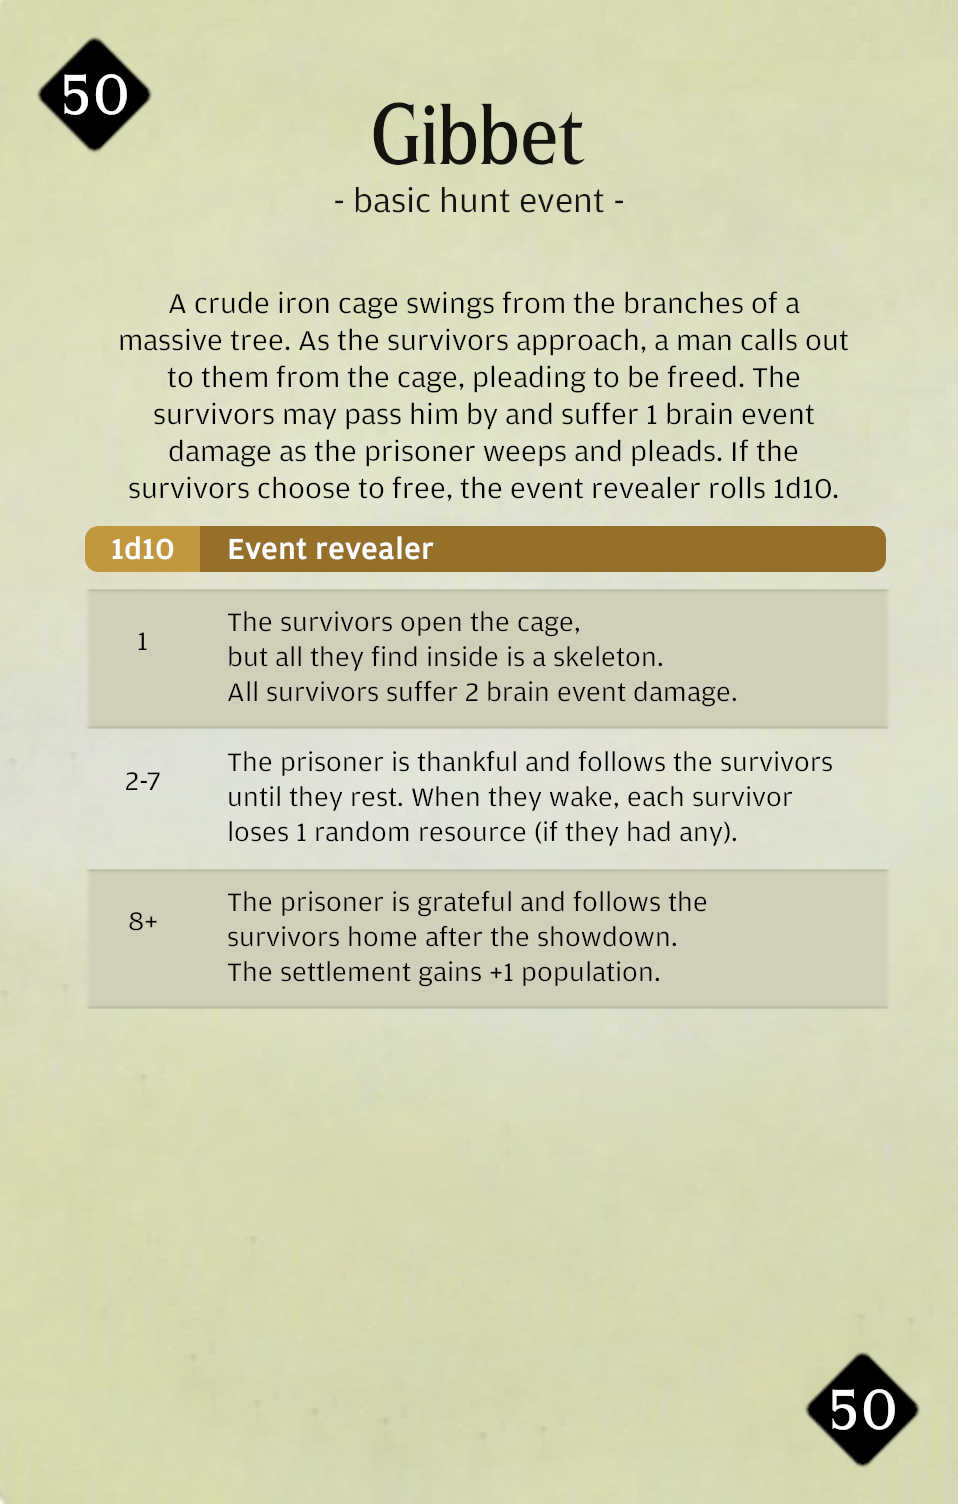 50
Gibbet
- basic hunt event -
A crude iron cage swings from the branches of a
massive tree. As the survivors approach, a man calls out
to them from the cage, pleading to be freed. The
survivors may pass him by and suffer 1 brain event
damage as the prisoner weeps and pleads. If the
survivors choose to free, the event revealer rolls 1d10.
1d10 Event revealer
1
The survivors open the cage,
but all they find inside is a skeleton.
All survivors suffer 2 brain event damage.
2-7
The prisoner is thankful and follows the survivors
until they rest. When they wake, each survivor
loses 1 random resource (if they had any).
8+
The prisoner is grateful and follows the
survivors home after the showdown.
The settlement gains +1 population.
50